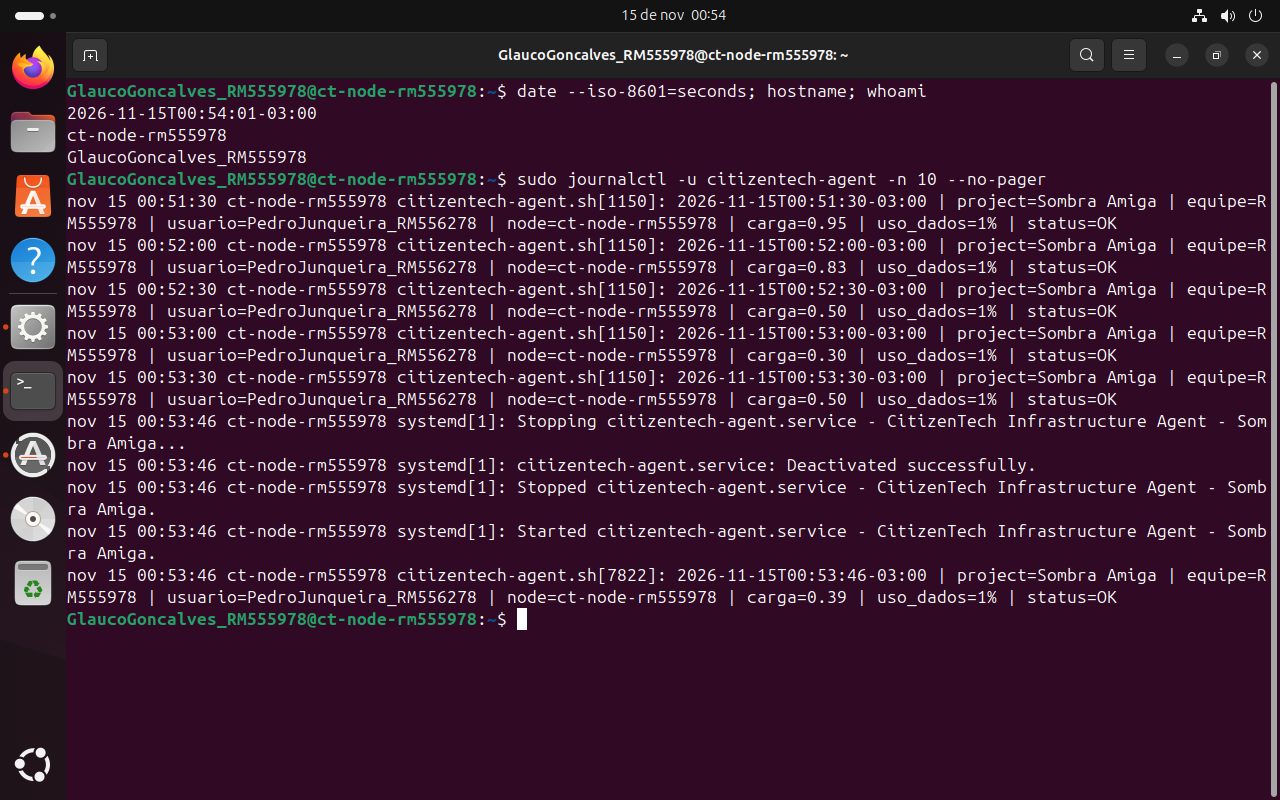 15 de nov  00:54
GlaucoGoncalves_RM555978@ct-node-rm555978: ~
GlaucoGoncalves_RM555978@ct-node-rm555978:~$ date --iso-8601=seconds; hostname; whoami
2026-11-15T00:54:01-03:00
ct-node-rm555978
GlaucoGoncalves_RM555978
GlaucoGoncalves_RM555978@ct-node-rm555978:~$ sudo journalctl -u citizentech-agent -n 10 --no-pager
nov 15 00:51:30 ct-node-rm555978 citizentech-agent.sh[1150]: 2026-11-15T00:51:30-03:00 | project=Sombra Amiga | equipe=R
M555978 | usuario=PedroJunqueira_RM556278 | node=ct-node-rm555978 | carga=0.95 | uso_dados=1% | status=OK
nov 15 00:52:00 ct-node-rm555978 citizentech-agent.sh[1150]: 2026-11-15T00:52:00-03:00 | project=Sombra Amiga | equipe=R
M555978 | usuario=PedroJunqueira_RM556278 | node=ct-node-rm555978 | carga=0.83 | uso_dados=1% | status=OK
nov 15 00:52:30 ct-node-rm555978 citizentech-agent.sh[1150]: 2026-11-15T00:52:30-03:00 | project=Sombra Amiga | equipe=R
M555978 | usuario=PedroJunqueira_RM556278 | node=ct-node-rm555978 | carga=0.50 | uso_dados=1% | status=OK
nov 15 00:53:00 ct-node-rm555978 citizentech-agent.sh[1150]: 2026-11-15T00:53:00-03:00 | project=Sombra Amiga | equipe=R
M555978 | usuario=PedroJunqueira_RM556278 | node=ct-node-rm555978 | carga=0.30 | uso_dados=1% | status=OK
nov 15 00:53:30 ct-node-rm555978 citizentech-agent.sh[1150]: 2026-11-15T00:53:30-03:00 | project=Sombra Amiga | equipe=R
M555978 | usuario=PedroJunqueira_RM556278 | node=ct-node-rm555978 | carga=0.50 | uso_dados=1% | status=OK
nov 15 00:53:46 ct-node-rm555978 systemd[1]: Stopping citizentech-agent.service - CitizenTech Infrastructure Agent - Som
bra Amiga...
nov 15 00:53:46 ct-node-rm555978 systemd[1]: citizentech-agent.service: Deactivated successfully.
nov 15 00:53:46 ct-node-rm555978 systemd[1]: Stopped citizentech-agent.service - CitizenTech Infrastructure Agent - Somb
ra Amiga.
nov 15 00:53:46 ct-node-rm555978 systemd[1]: Started citizentech-agent.service - CitizenTech Infrastructure Agent - Somb
ra Amiga.
nov 15 00:53:46 ct-node-rm555978 citizentech-agent.sh[7822]: 2026-11-15T00:53:46-03:00 | project=Sombra Amiga | equipe=R
M555978 | usuario=PedroJunqueira_RM556278 | node=ct-node-rm555978 | carga=0.39 | uso_dados=1% | status=OK
GlaucoGoncalves_RM555978@ct-node-rm555978:~$